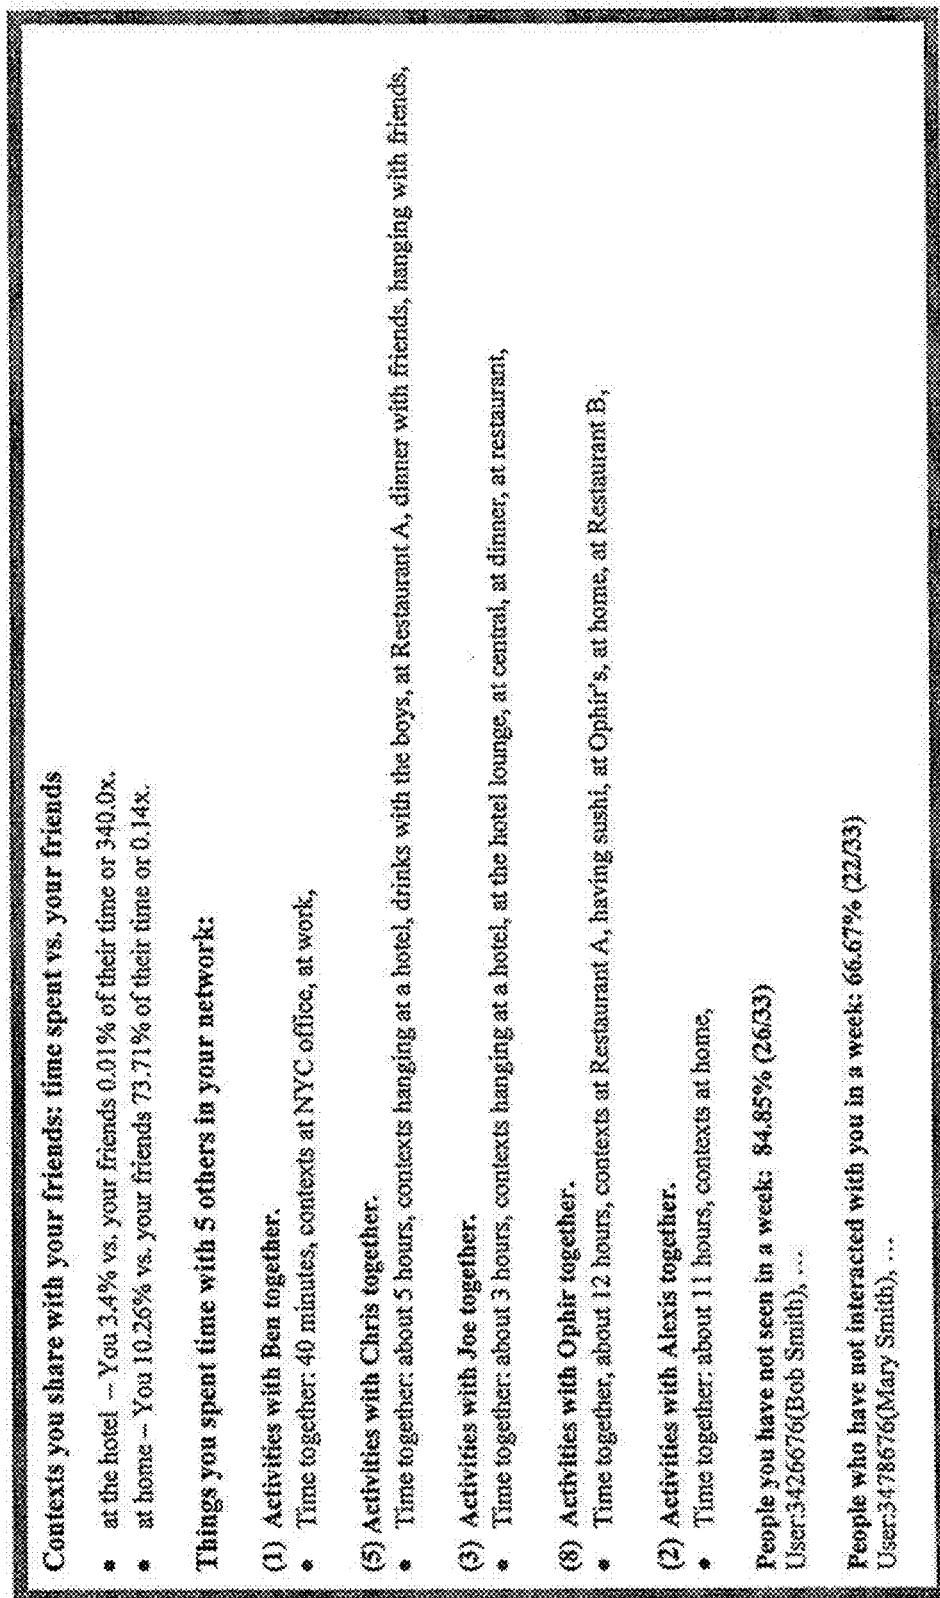 Contexts you share with your friends: time spent vs. your friends
• at the hotel – You 3.4% vs. your friends 0.01% of their time or 340.0x.
• at home – You 10.26% vs. your friends 73.71% of their time or 0.14x.
Things you spent time with 5 others in your network:
(1) Activities with Ben together.
• Time together: 40 minutes, contexts at NYC office, at work,
(5) Activities with Chris together.
• Time together: about 5 hours, contexts hanging at a hotel, drinks with the boys, at Restaurant A, dinner with friends, hanging with friends,
(3) Activities with Joe together.
• Time together: about 3 hours, contexts hanging at a hotel, at the hotel lounge, at central, at dinner, at restaurant,
(8) Activities with Ophir together.
• Time together, about 12 hours, contexts at Restaurant A, having sushi, at Ophir's, at home, at Restaurant B,
(2) Activities with Alexis together.
• Time together: about 11 hours, contexts at home,
People you have not seen in a week: 84.85% (26/33)
User:3426676(Bob Smith), ...
People who have not interacted with you in a week: 66.67% (22/33)
User:3478676(Mary Smith), ...